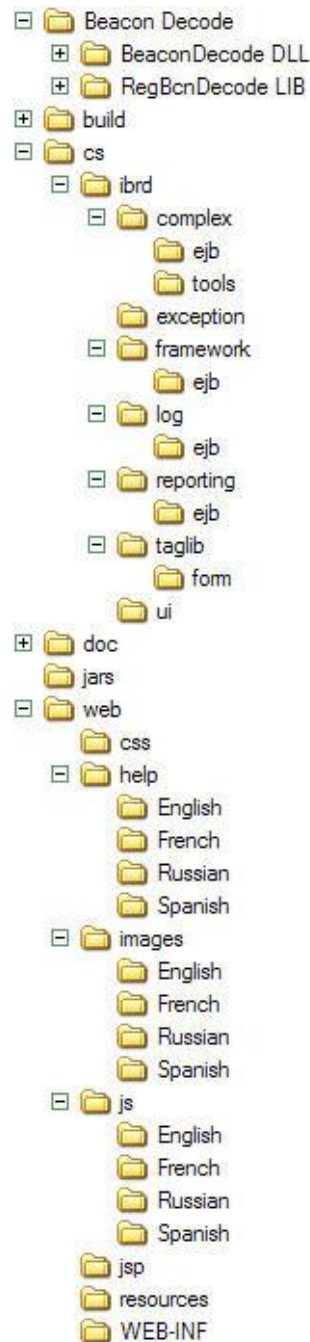 Beacon Decode
BeaconDecode DLL
RegBcnDecode LIB
build
cs
ibrd
complex
ejb
tools
exception
framework
ejb
log
ejb
reporting
ejb
taglib
form
ui
doc
jars
web
css
help
English
French
Russian
Spanish
images
English
French
Russian
Spanish
js
English
French
Russian
Spanish
jsp
resources
WEB-INF